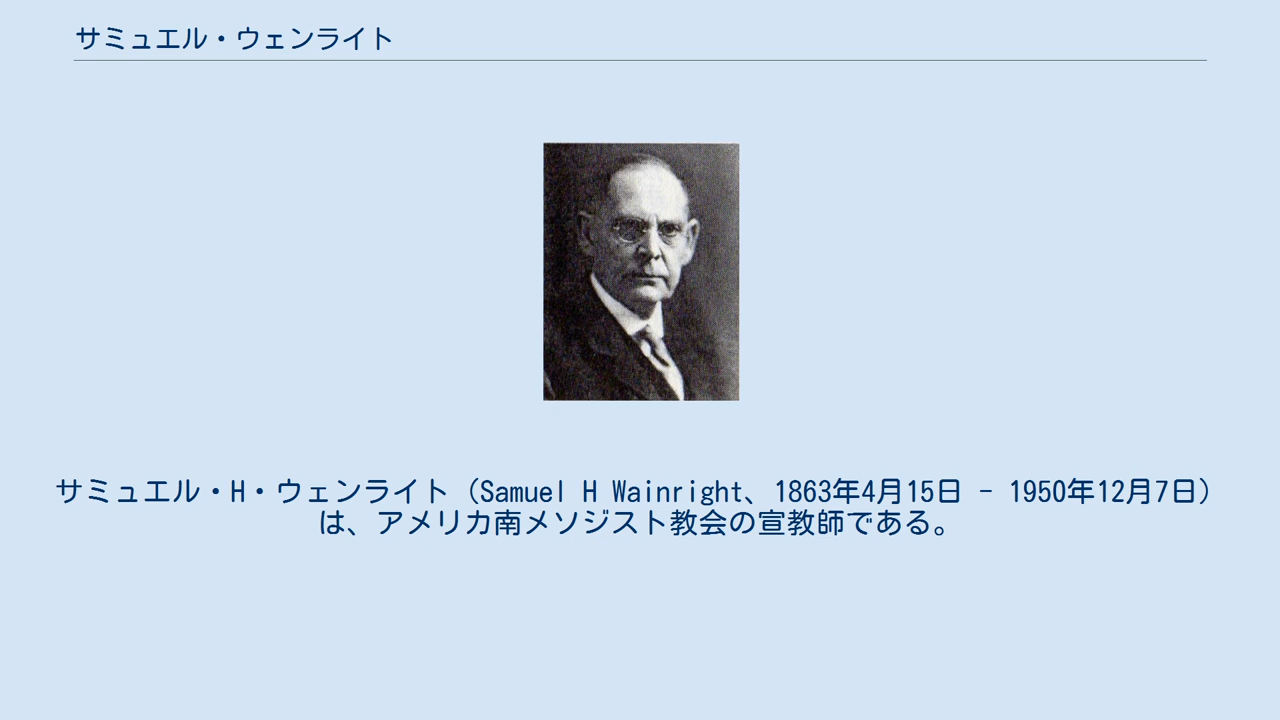 サミュエル・ウェンライト
サミュエル・H・ウェンライト（Samuel H Wainright、1863年4月15日 - 1950年12月7日）
は、アメリカ南メソジスト教会の宣教師である。